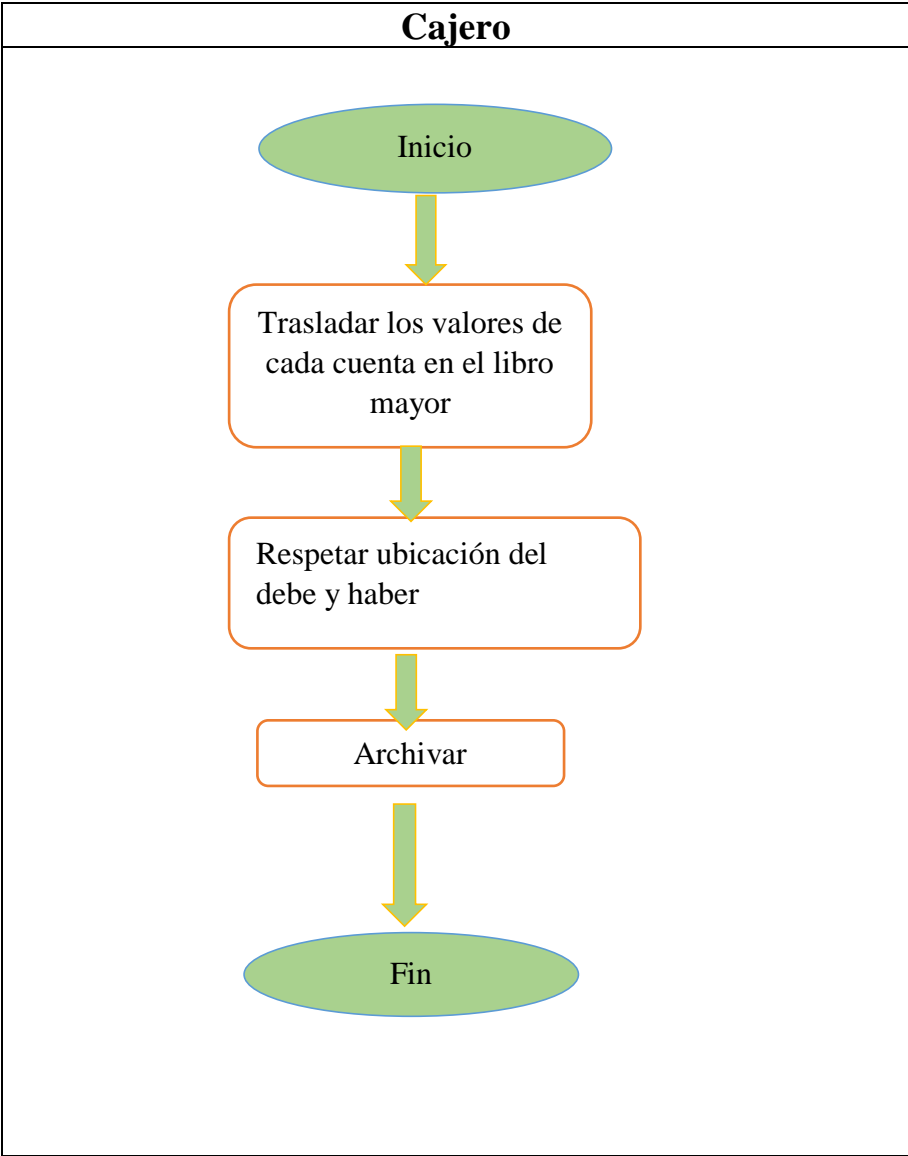 Cajero
Inicio
Trasladar los valores de
cada cuenta en el libro
mayor
Respetar ubicación del
debe y haber
Archivar
Fin